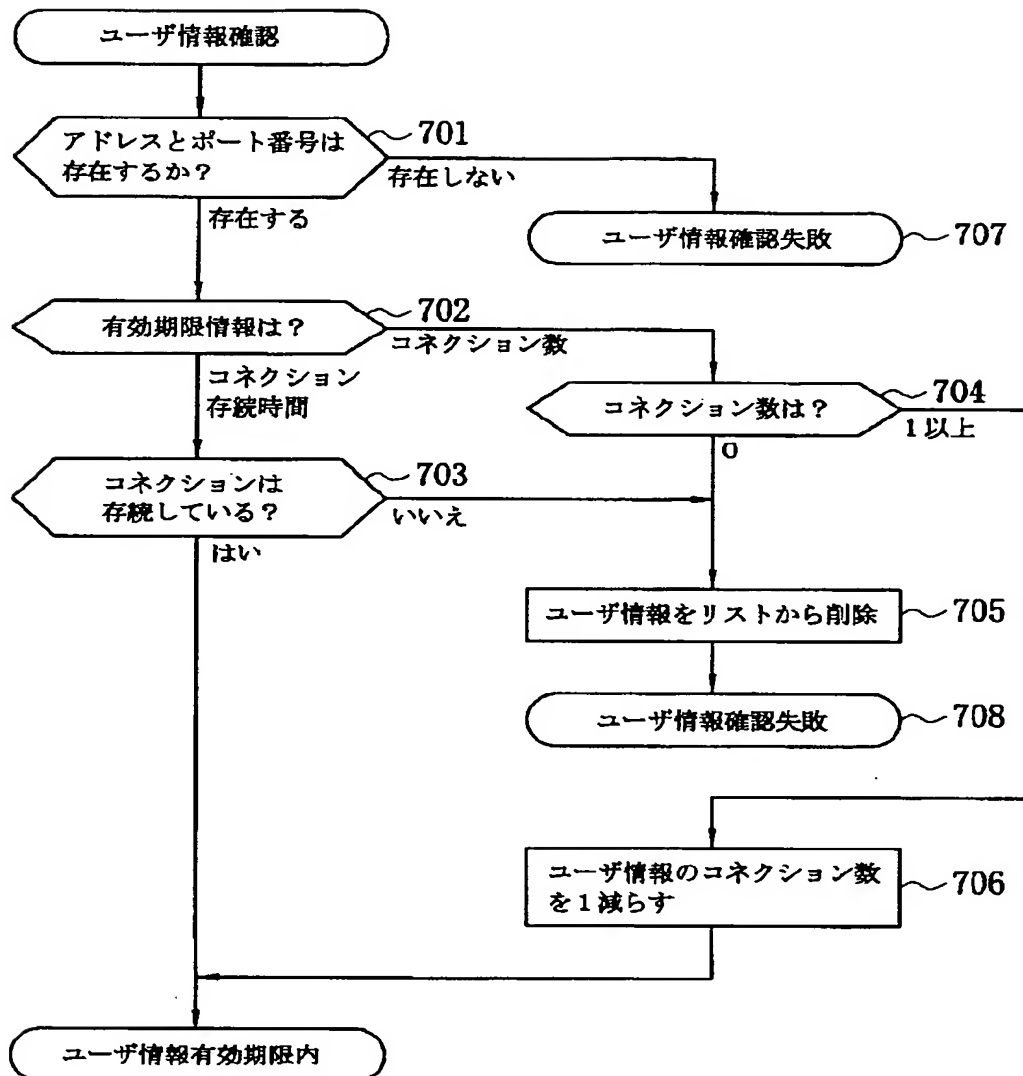 ユーザ情報確認
アドレスとポート番号は
存在するか？
701
存在しない
存在する
ユーザ情報確認失敗
707
有効期限情報は？
702
コネクション数
コネクション
存続時間
コネクション数は？
704
1以上
0
コネクションは
存続している？
703
いいえ
はい
ユーザ情報をリストから削除
705
ユーザ情報確認失敗
708
ユーザ情報のコネクション数
を1減らす
706
ユーザ情報有効期限内